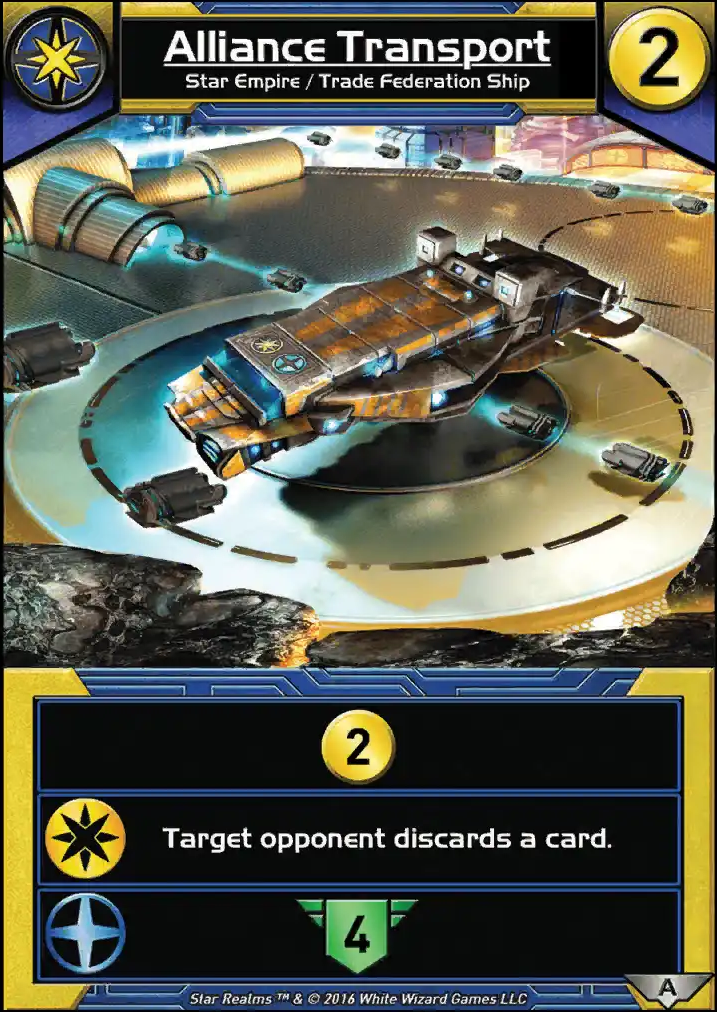 Alliance Transport
2
Star Empire / Trade Federation Ship
2
Target opponent discards a card.
4
Star Realms ™ & © 2016 White Wizard Games LLC
A